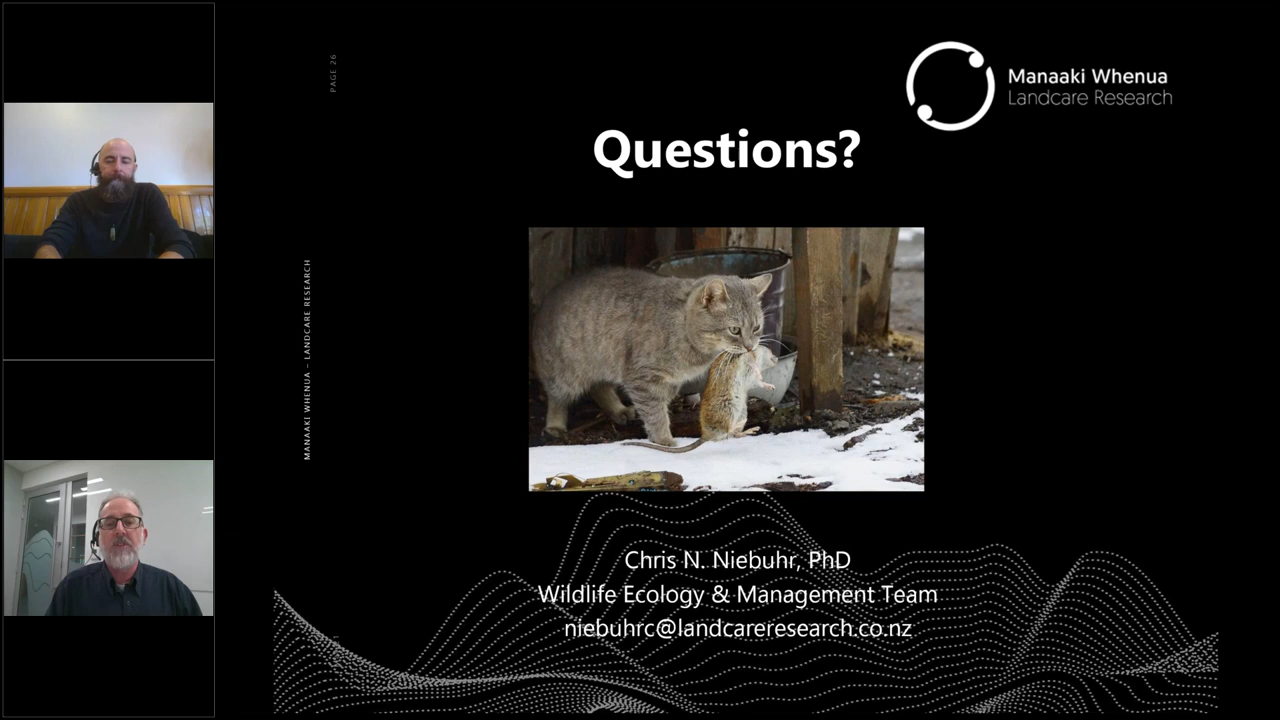 PAGE 26
Manaaki Whenua
Landcare Research
Questions?
MANAAKI WHENUA – LANDCARE RESEARCH
Chris N. Niebuhr, PhD
Wildlife Ecology & Management Team
niebuhrc@landcareresearch.co.nz